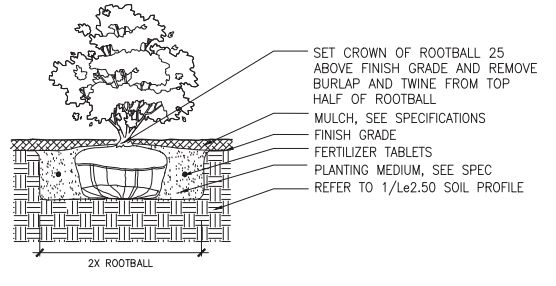 SET CROWN OF ROOTBALL 25
ABOVE FINISH GRADE AND REMOVE
BURLAP AND TWINE FROM TOP
HALF OF ROOTBALL
MULCH, SEE SPECIFICATIONS
FINISH GRADE
FERTILIZER TABLETS
PLANTING MEDIUM, SEE SPEC
REFER TO 1/Le2.50 SOIL PROFILE
2X ROOTBALL